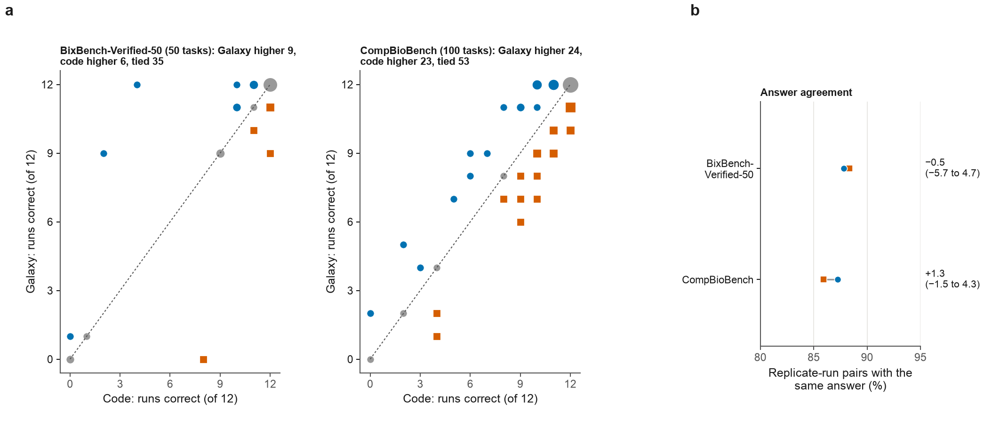 a
BixBench-Verified-50 (50 tasks): Galaxy higher 9,
code higher 6, tied 35
Galaxy: runs correct (of 12)
12
9
6
3
0
0 3 6 9 12
Code: runs correct (of 12)
CompBioBench (100 tasks): Galaxy higher 24,
code higher 23, tied 53
Galaxy: runs correct (of 12)
12
9
6
3
0
0 3 6 9 12
Code: runs correct (of 12)
b
Answer agreement
BixBench-
Verified-50
−0.5
(−5.7 to 4.7)
CompBioBench
+1.3
(−1.5 to 4.3)
80 85 90 95
Replicate-run pairs with the
same answer (%)